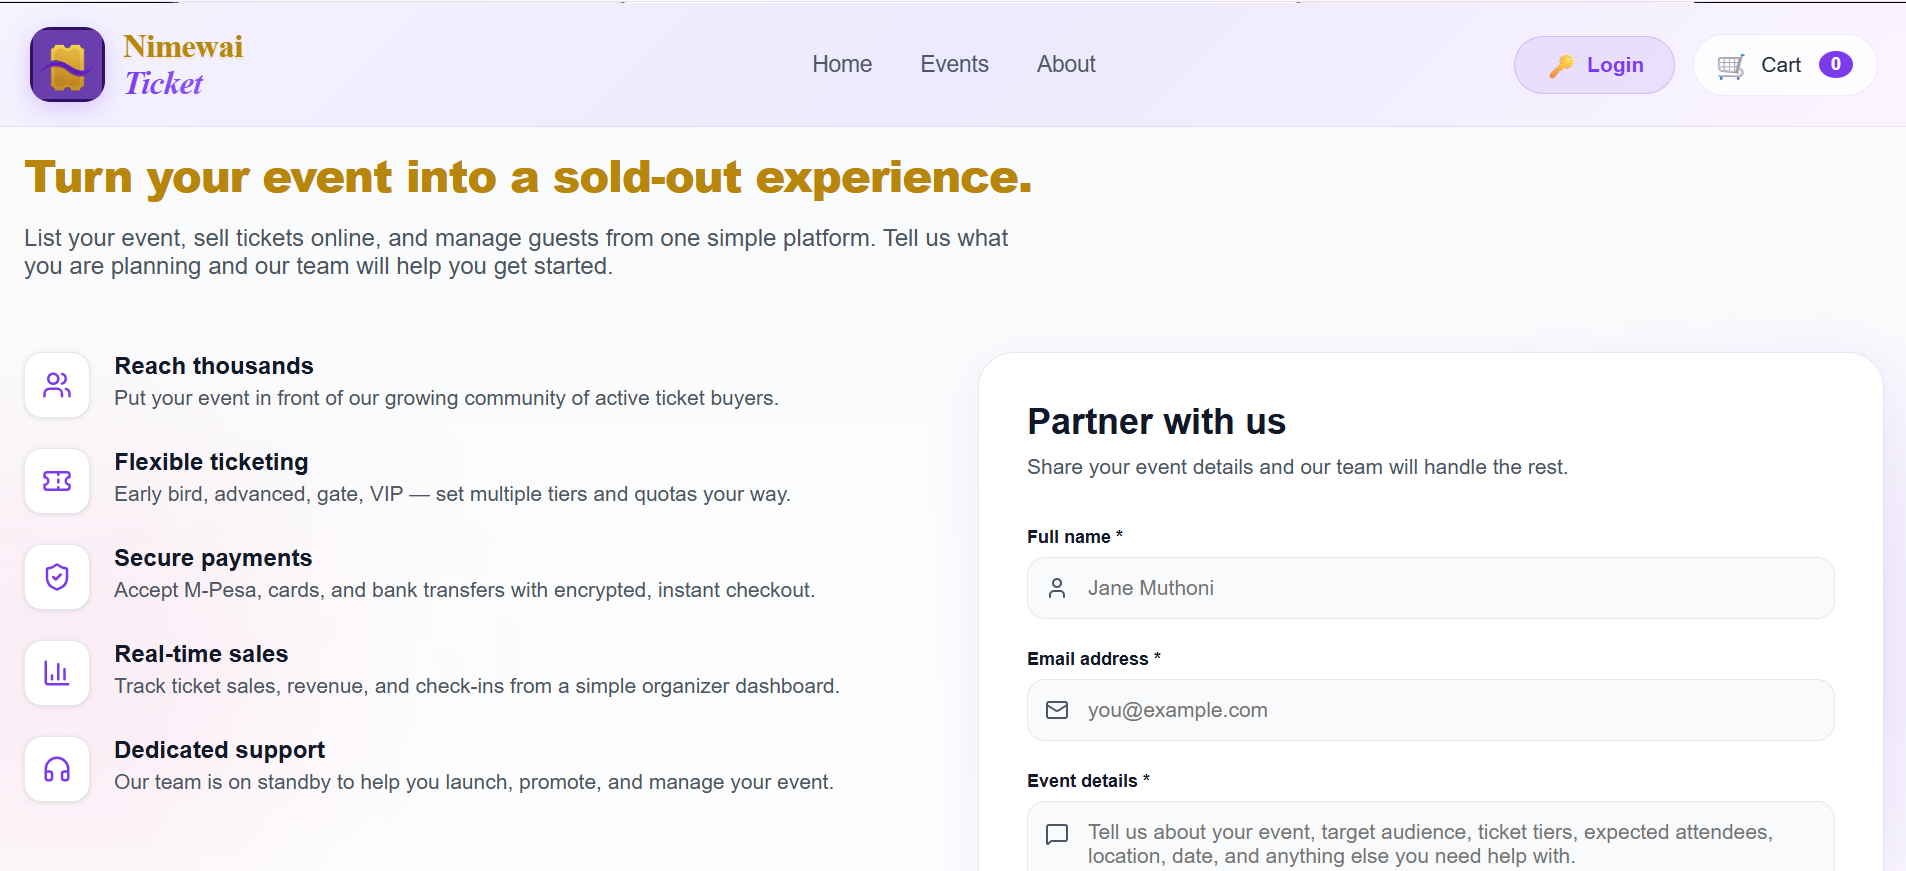 Nimewai
Ticket
Home
Events
About
Login
Cart
0
Turn your event into a sold-out experience.
List your event, sell tickets online, and manage guests from one simple platform. Tell us what
you are planning and our team will help you get started.
Reach thousands
Put your event in front of our growing community of active ticket buyers.
Flexible ticketing
Early bird, advanced, gate, VIP — set multiple tiers and quotas your way.
Secure payments
Accept M-Pesa, cards, and bank transfers with encrypted, instant checkout.
Real-time sales
Track ticket sales, revenue, and check-ins from a simple organizer dashboard.
Dedicated support
Our team is on standby to help you launch, promote, and manage your event.
Partner with us
Share your event details and our team will handle the rest.
Full name *
Jane Muthoni
Email address *
you@example.com
Event details *
Tell us about your event, target audience, ticket tiers, expected attendees,
location, date, and anything else you need help with.